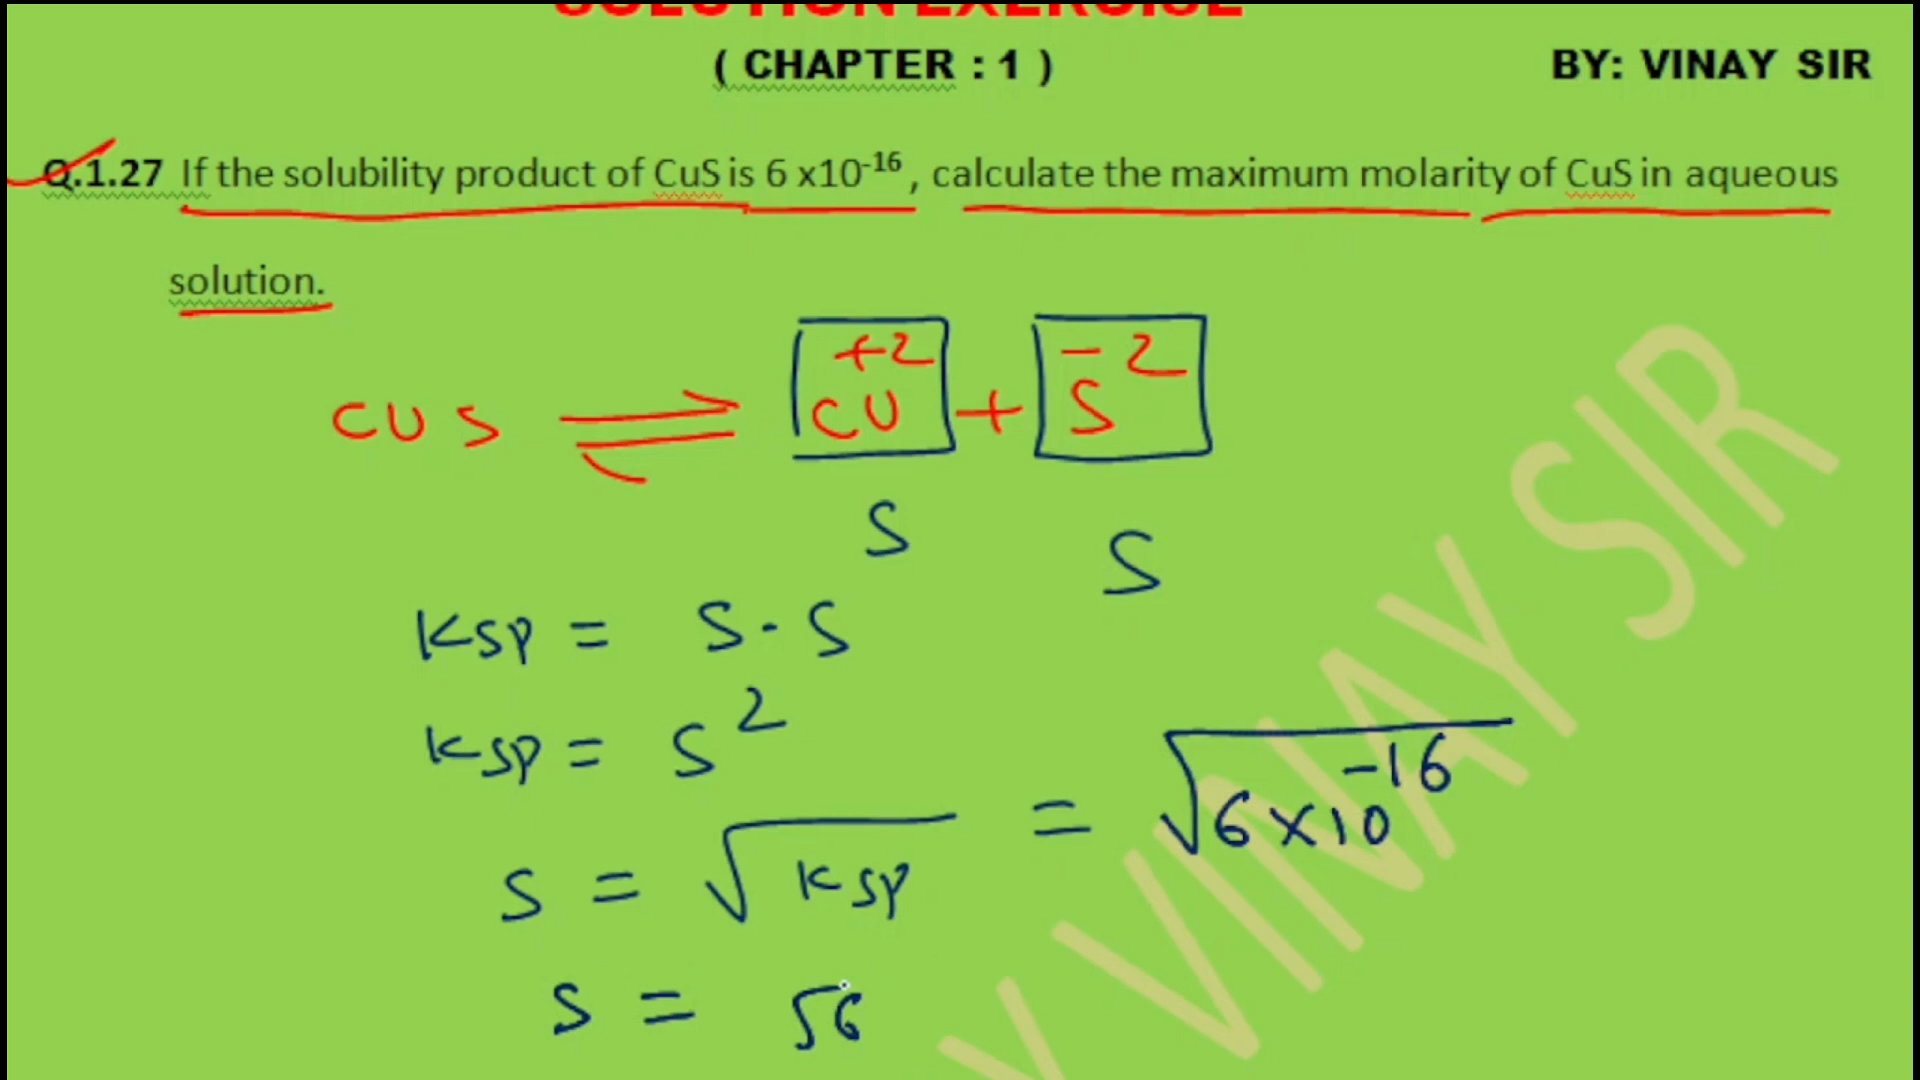 SOLUTION EXERCISE
( CHAPTER : 1 )
BY: VINAY SIR
Q.1.27 If the solubility product of CuS is 6 x10⁻¹⁶ , calculate the maximum molarity of CuS in aqueous
solution.
CUS ⇌ CU⁺² + S⁻²
S S
KSP = S · S
KSP = S²
S = √KSP = √6×10⁻¹⁶
S = √6
VINAY SIR